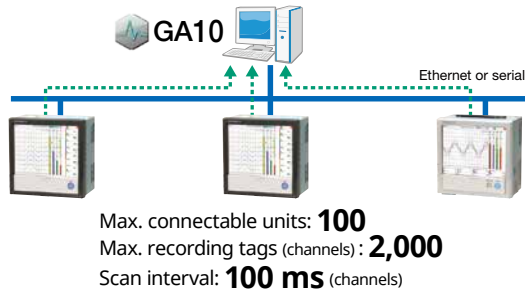 GA10
Ethernet or serial
Max. connectable units: 100
Max. recording tags (channels) : 2,000
Scan interval: 100 ms (channels)